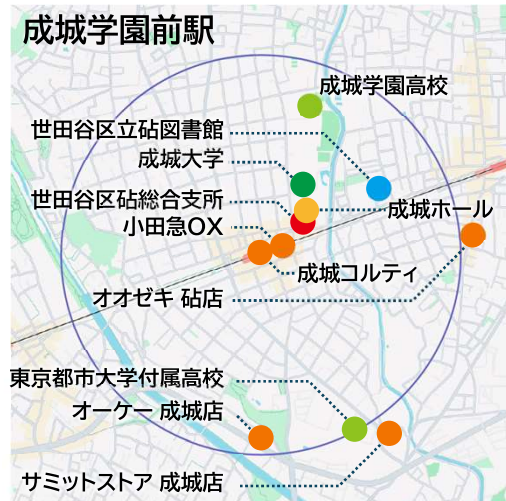 成城学園前駅
成城学園高校
世田谷区立砧図書館
成城大学
世田谷区砧総合支所
成城ホール
小田急OX
成城コルティ
オオゼキ 砧店
東京都市大学付属高校
オーケー 成城店
サミットストア 成城店